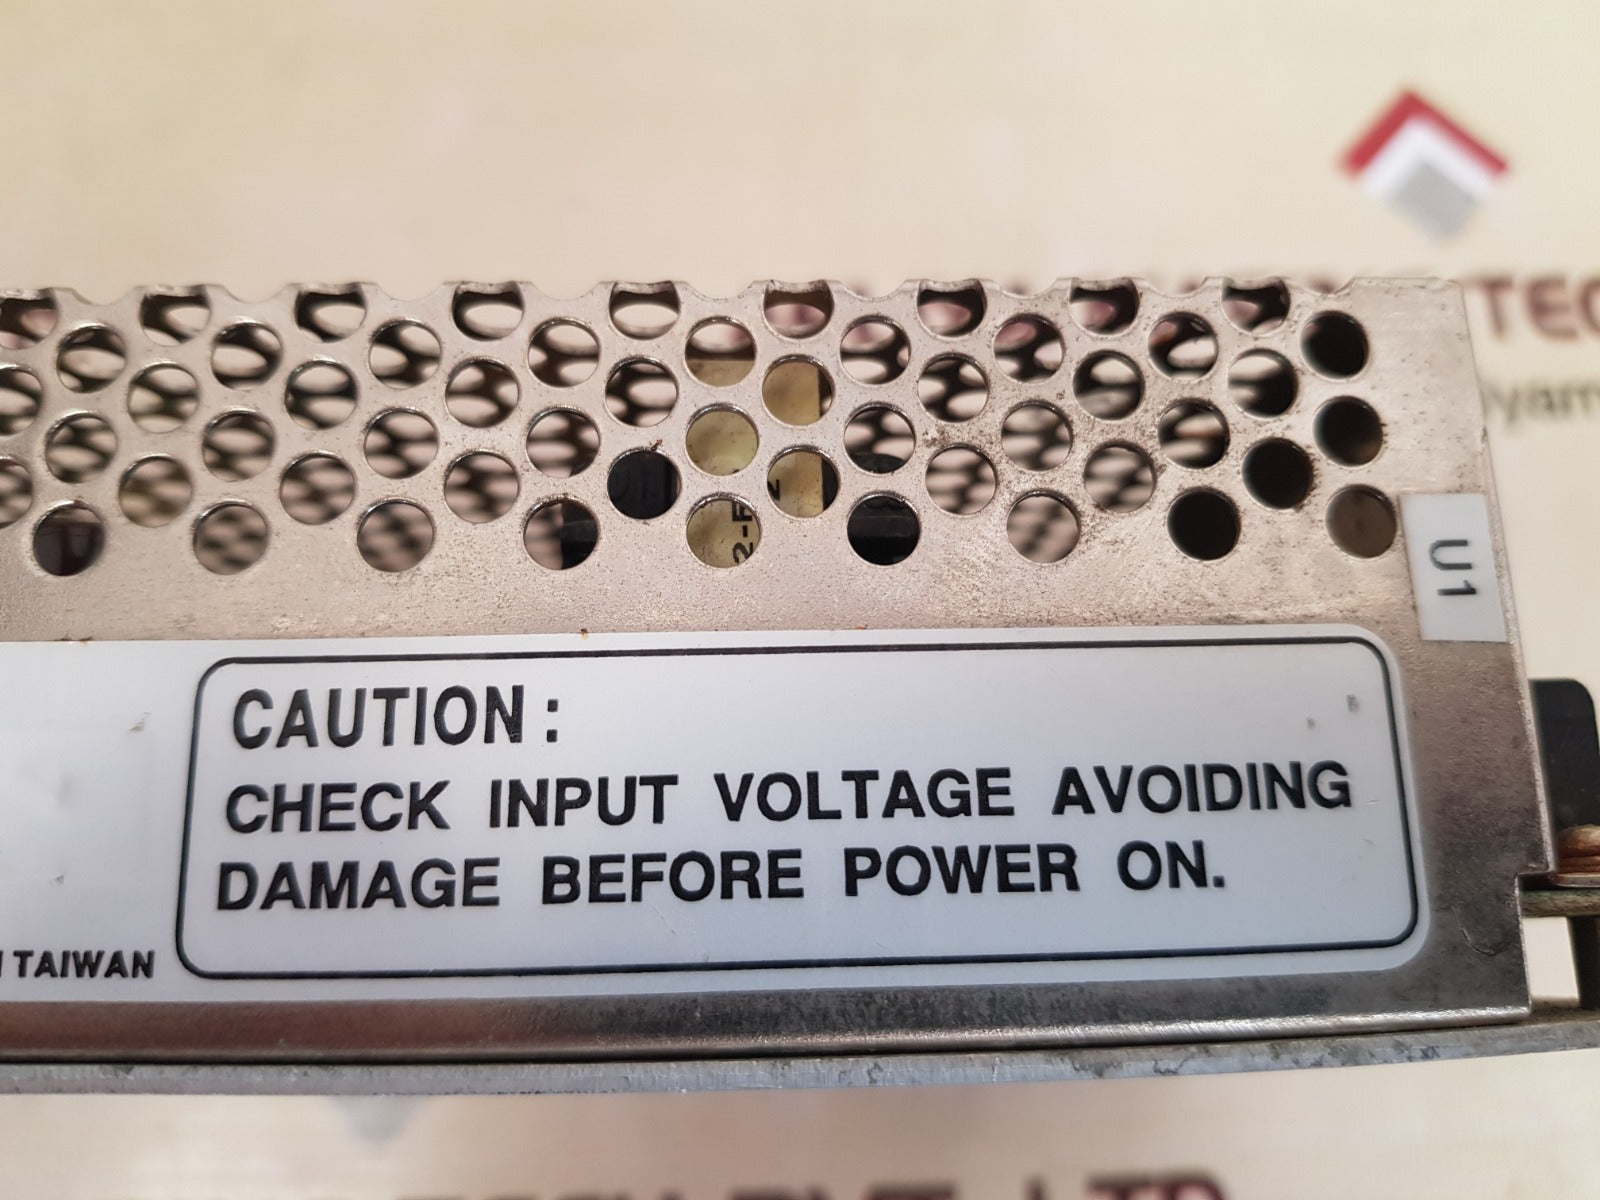 U1
CAUTION:
CHECK INPUT VOLTAGE AVOIDING
DAMAGE BEFORE POWER ON.
TAIWAN